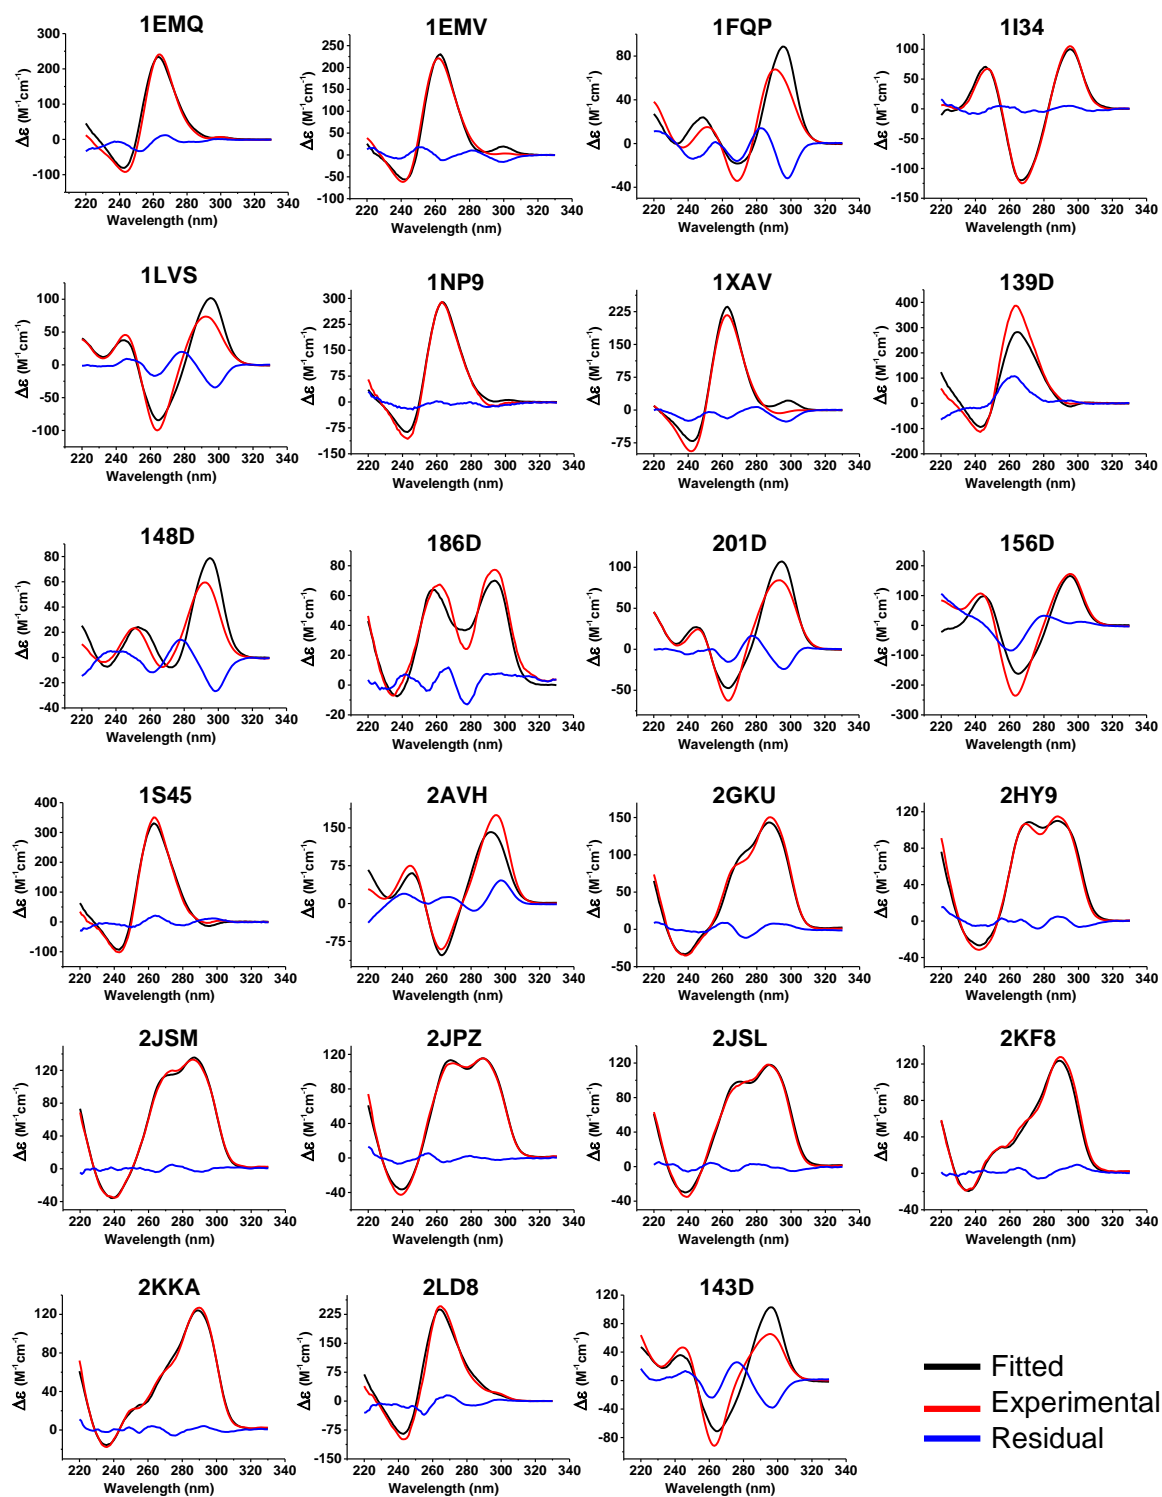 1EMQ
Δε (M⁻¹cm⁻¹)
300
200
100
0
-100
220 240 260 280 300 320 340
Wavelength (nm)
1EMV
Δε (M⁻¹cm⁻¹)
250
200
150
100
50
0
-50
-100
220 240 260 280 300 320 340
Wavelength (nm)
1FQP
Δε (M⁻¹cm⁻¹)
80
40
0
-40
220 240 260 280 300 320 340
Wavelength (nm)
1I34
Δε (M⁻¹cm⁻¹)
100
50
0
-50
-100
-150
220 240 260 280 300 320 340
Wavelength (nm)
1LVS
Δε (M⁻¹cm⁻¹)
100
50
0
-50
-100
220 240 260 280 300 320 340
Wavelength (nm)
1NP9
Δε (M⁻¹cm⁻¹)
300
225
150
75
0
-75
-150
220 240 260 280 300 320 340
Wavelength (nm)
1XAV
Δε (M⁻¹cm⁻¹)
225
150
75
0
-75
220 240 260 280 300 320 340
Wavelength (nm)
139D
Δε (M⁻¹cm⁻¹)
400
300
200
100
0
-100
-200
220 240 260 280 300 320 340
Wavelength (nm)
148D
Δε (M⁻¹cm⁻¹)
80
60
40
20
0
-20
-40
220 240 260 280 300 320 340
Wavelength (nm)
186D
Δε (M⁻¹cm⁻¹)
80
60
40
20
0
20
220 240 260 280 300 320 340
Wavelength (nm)
201D
Δε (M⁻¹cm⁻¹)
100
50
0
-50
220 240 260 280 300 320 340
Wavelength (nm)
156D
Δε (M⁻¹cm⁻¹)
200
100
0
-100
-200
-300
220 240 260 280 300 320 340
Wavelength (nm)
1S45
Δε (M⁻¹cm⁻¹)
400
300
200
100
0
-100
220 240 260 280 300 320 340
Wavelength (nm)
2AVH
Δε (M⁻¹cm⁻¹)
150
75
0
-75
220 240 260 280 300 320 340
Wavelength (nm)
2GKU
Δε (M⁻¹cm⁻¹)
150
100
50
0
-50
220 240 260 280 300 320 340
Wavelength (nm)
2HY9
Δε (M⁻¹cm⁻¹)
120
80
40
0
-40
220 240 260 280 300 320 340
Wavelength (nm)
2JSM
Δε (M⁻¹cm⁻¹)
120
80
40
0
-40
220 240 260 280 300 320 340
Wavelength (nm)
2JPZ
Δε (M⁻¹cm⁻¹)
120
80
40
0
-40
220 240 260 280 300 320 340
Wavelength (nm)
2JSL
Δε (M⁻¹cm⁻¹)
120
80
40
0
-40
220 240 260 280 300 320 340
Wavelength (nm)
2KF8
Δε (M⁻¹cm⁻¹)
120
80
40
0
-40
220 240 260 280 300 320 340
Wavelength (nm)
2KKA
Δε (M⁻¹cm⁻¹)
120
80
40
0
220 240 260 280 300 320 340
Wavelength (nm)
2LD8
Δε (M⁻¹cm⁻¹)
225
150
75
0
-75
-150
220 240 260 280 300 320 340
Wavelength (nm)
143D
Δε (M⁻¹cm⁻¹)
120
80
40
0
-40
-80
220 240 260 280 300 320 340
Wavelength (nm)
Fitted
Experimental
Residual